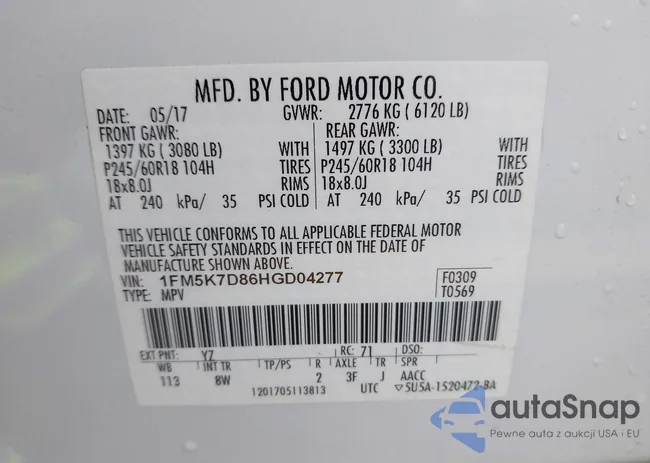 MFD. BY FORD MOTOR CO.
DATE: 05/17 GVWR: 2776 KG ( 6120 LB)
FRONT GAWR: REAR GAWR:
1397 KG ( 3080 LB) WITH 1497 KG ( 3300 LB) WITH
P245/60R18 104H TIRES P245/60R18 104H TIRES
18x8.0J RIMS 18x8.0J RIMS
AT 240 kPa/ 35 PSI COLD AT 240 kPa/ 35 PSI COLD
THIS VEHICLE CONFORMS TO ALL APPLICABLE FEDERAL MOTOR
VEHICLE SAFETY STANDARDS IN EFFECT ON THE DATE OF
MANUFACTURE SHOWN ABOVE.
VIN: 1FM5K7D86HGD04277 F0309
TYPE: MPV T0569
EXT PNT: YZ RC: 71 DSO:
WB INT TR TP/PS R AXLE TR SPR
113 8W 2 3F J AACC
1201705113813 UTC ▽5U5A-1520472-BA
autaSnap
Pewne auta z aukcji USA i EU